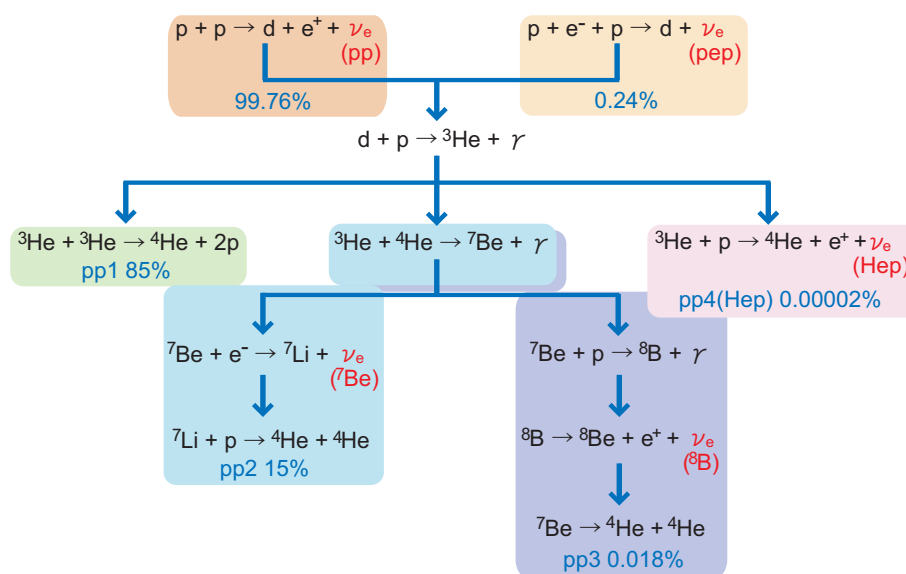 p + p → d + e⁺ + νₑ
(pp)
99.76%
p + e⁻ + p → d + νₑ
(pep)
0.24%
d + p → ³He + γ
³He + ³He → ⁴He + 2p
pp1 85%
³He + ⁴He → ⁷Be + γ
³He + p → ⁴He + e⁺ + νₑ
(Hep)
pp4(Hep) 0.00002%
⁷Be + e⁻ → ⁷Li + νₑ
(⁷Be)
⁷Li + p → ⁴He + ⁴He
pp2 15%
⁷Be + p → ⁸B + γ
⁸B → ⁸Be + e⁺ + νₑ
(⁸B)
⁷Be → ⁴He + ⁴He
pp3 0.018%